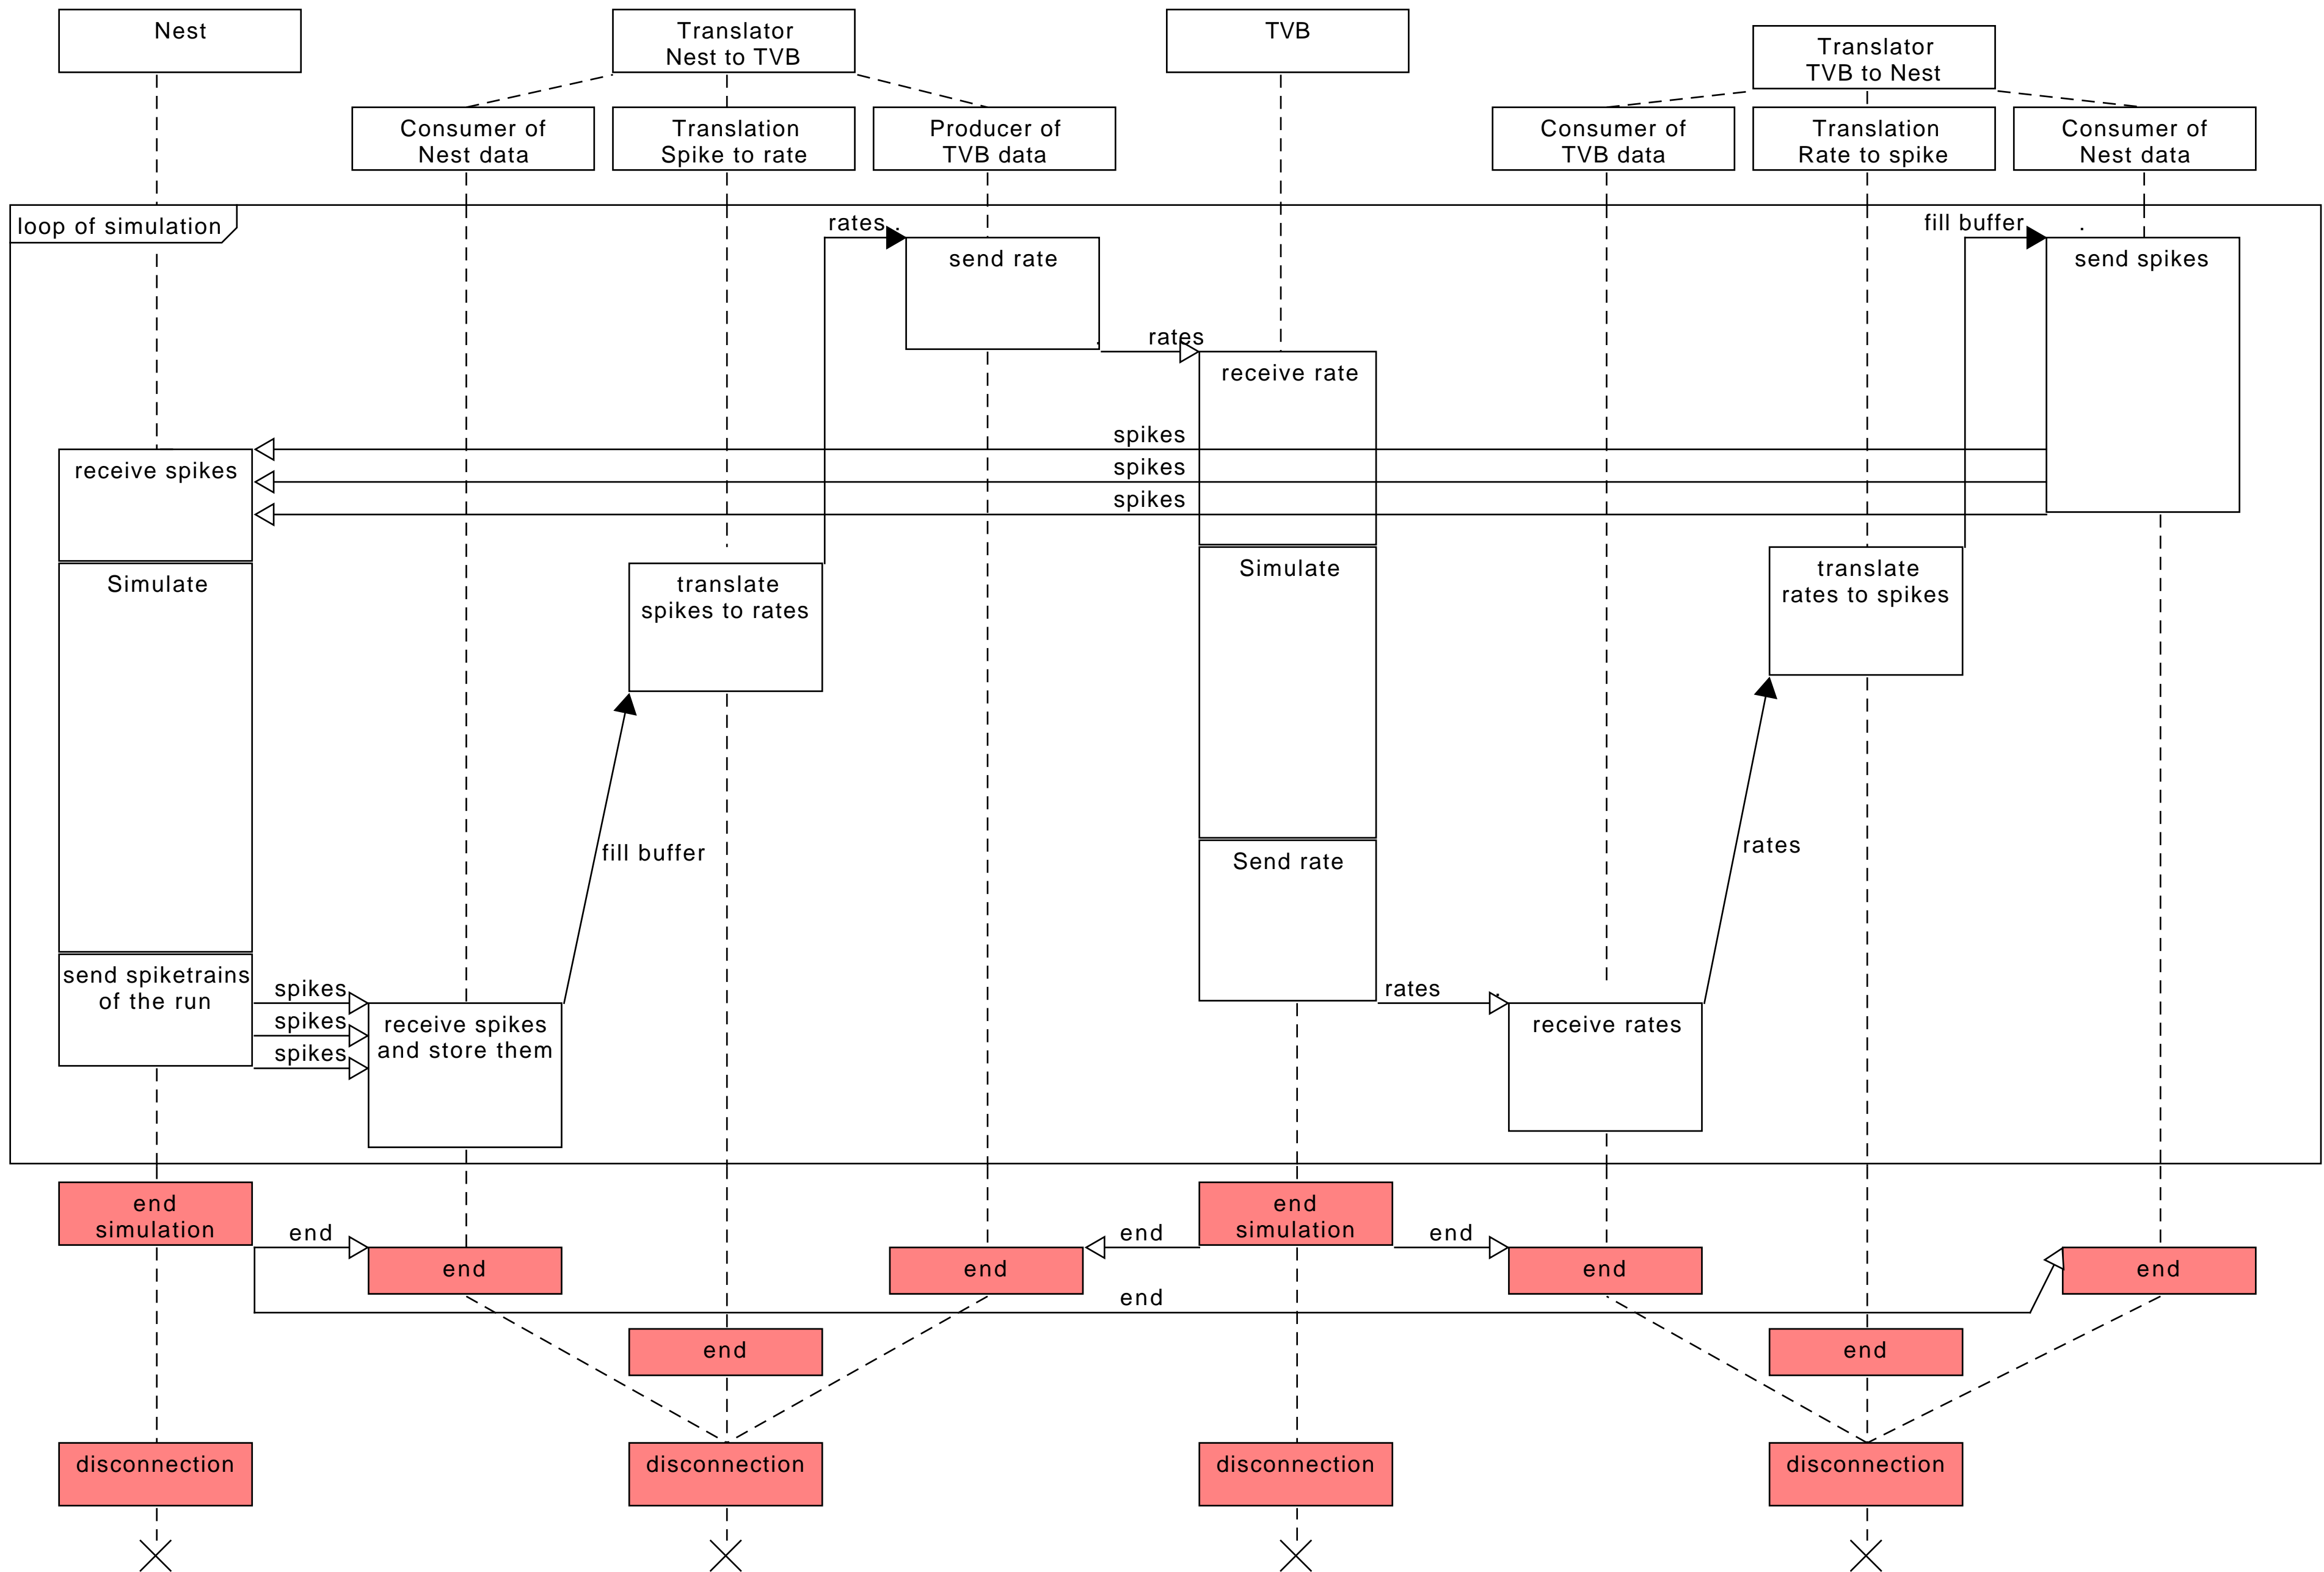 Nest
Translator
Nest to TVB
TVB
Translator
TVB to Nest
Consumer of
Nest data
Translation
Spike to rate
Producer of
TVB data
Consumer of
TVB data
Translation
Rate to spike
Consumer of
Nest data
loop of simulation
rates
fill buffer
send rate
send spikes
rates
receive rate
spikes
receive spikes
spikes
spikes
Simulate
translate
spikes to rates
Simulate
translate
rates to spikes
fill buffer
rates
Send rate
send spiketrains
of the run
spikes
spikes
spikes
receive spikes
and store them
rates
receive rates
end
simulation
end
simulation
end
end
end
end
end
end
end
end
end
end
disconnection
disconnection
disconnection
disconnection